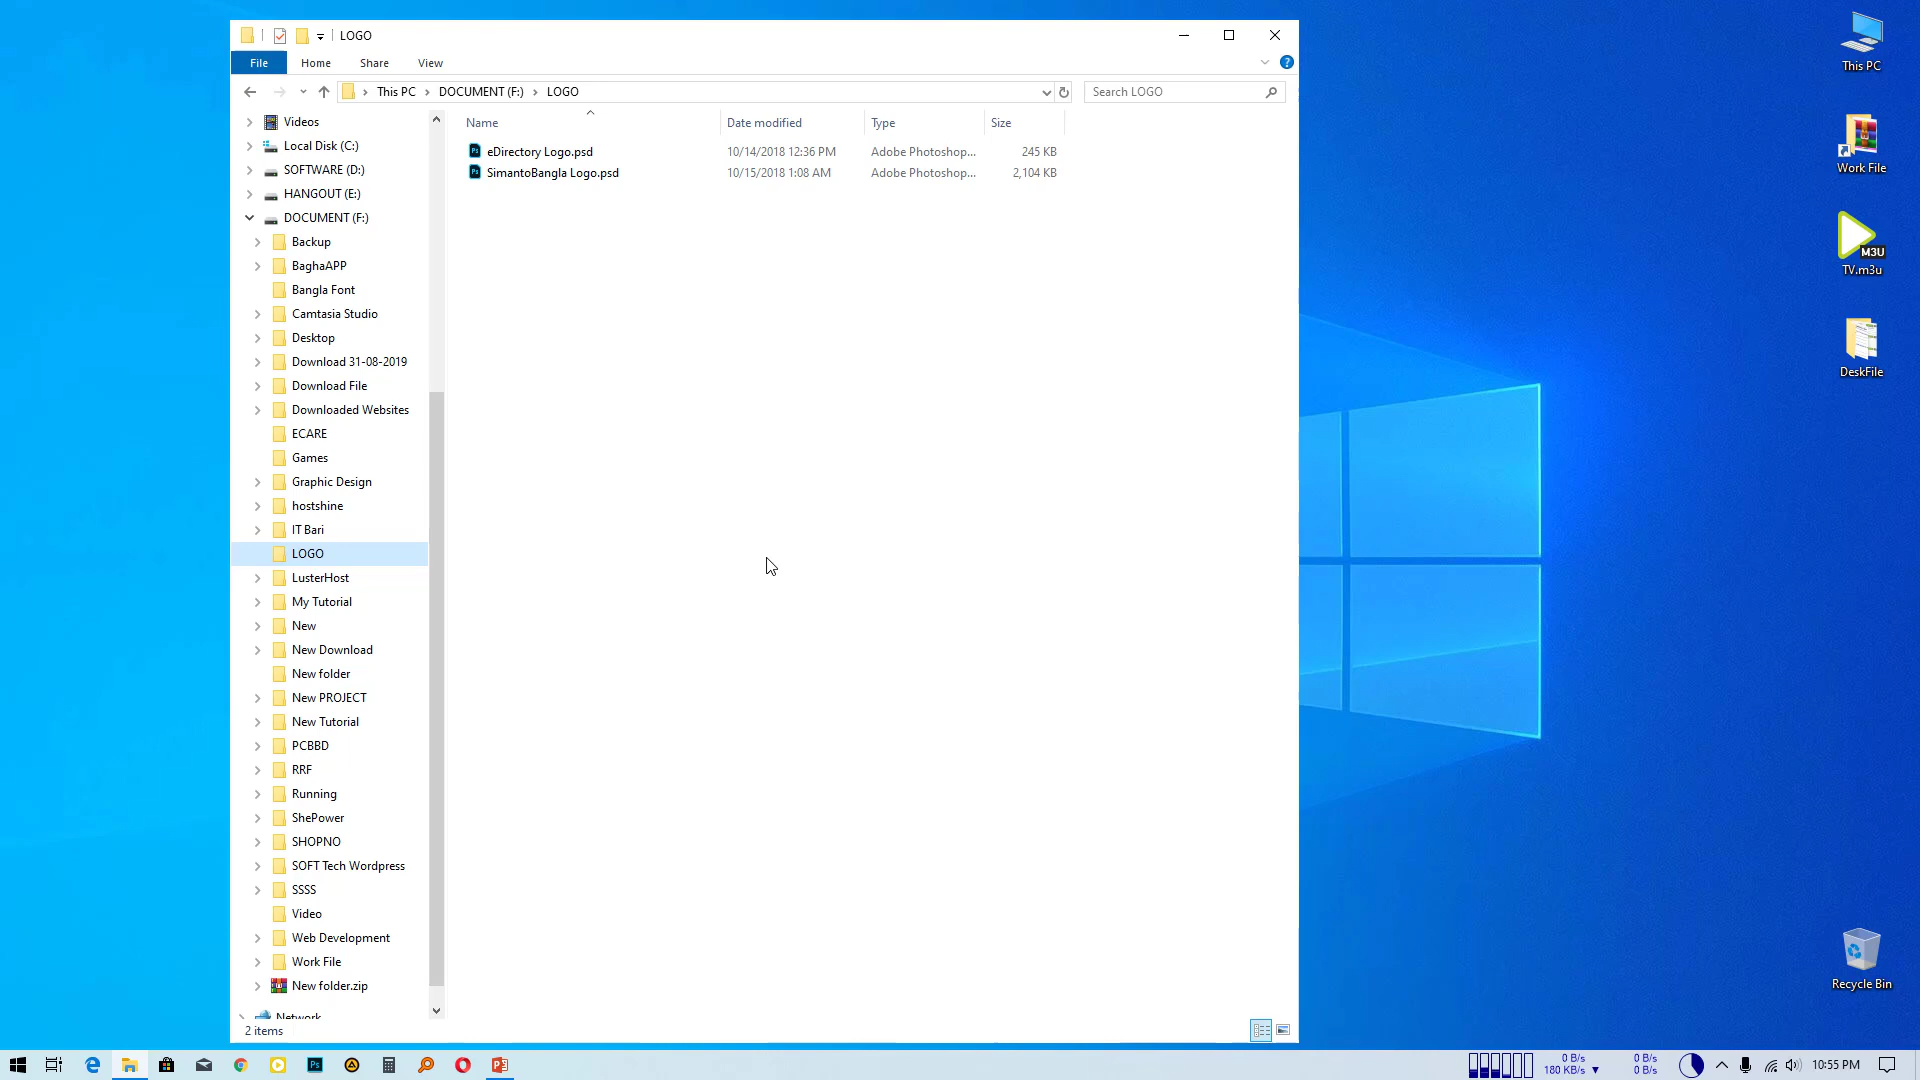 LOGO
File Home Share View
This PC DOCUMENT (F:) LOGO
Search LOGO
Name Date modified Type Size
eDirectory Logo.psd 10/14/2018 12:36 PM Adobe Photoshop... 245 KB
SimantoBangla Logo.psd 10/15/2018 1:08 AM Adobe Photoshop... 2,104 KB
Videos
Local Disk (C:)
SOFTWARE (D:)
HANGOUT (E:)
DOCUMENT (F:)
Backup
BaghaAPP
Bangla Font
Camtasia Studio
Desktop
Download 31-08-2019
Download File
Downloaded Websites
ECARE
Games
Graphic Design
hostshine
IT Bari
LOGO
LusterHost
My Tutorial
New
New Download
New folder
New PROJECT
New Tutorial
PCBBD
RRF
Running
ShePower
SHOPNO
SOFT Tech Wordpress
SSSS
Video
Web Development
Work File
New folder.zip
Network
2 items
This PC
Work File
M3U
TV.m3u
DeskFile
Recycle Bin
0 B/s
180 KB/s
0 B/s
0 B/s
10:55 PM